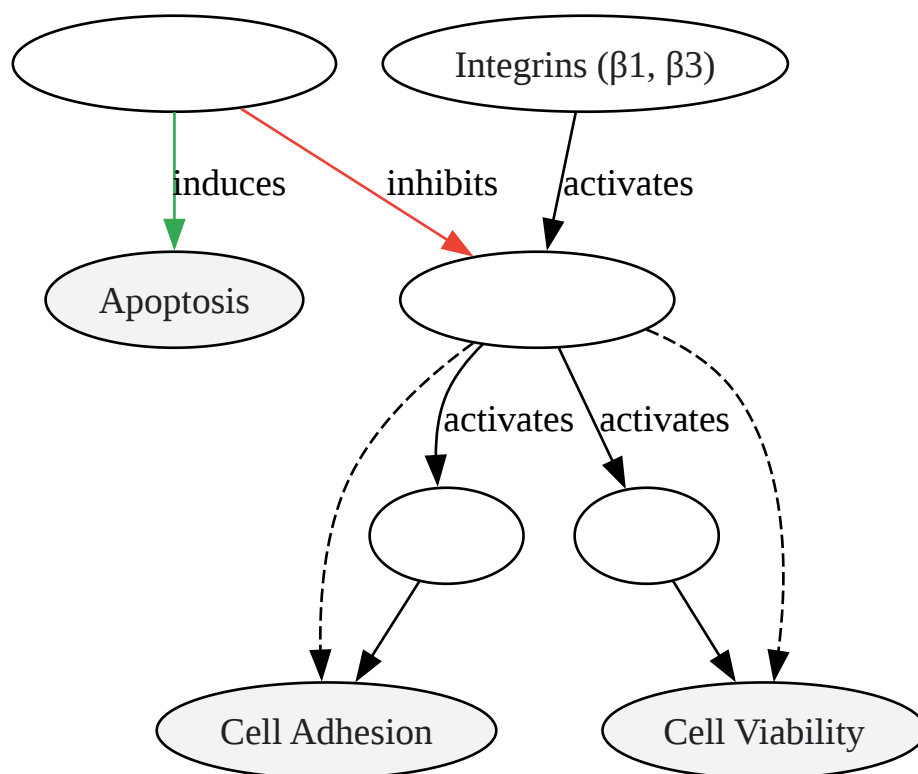 Integrins (β1, β3)
induces
inhibits
activates
Apoptosis
activates
activates
Cell Adhesion
Cell Viability